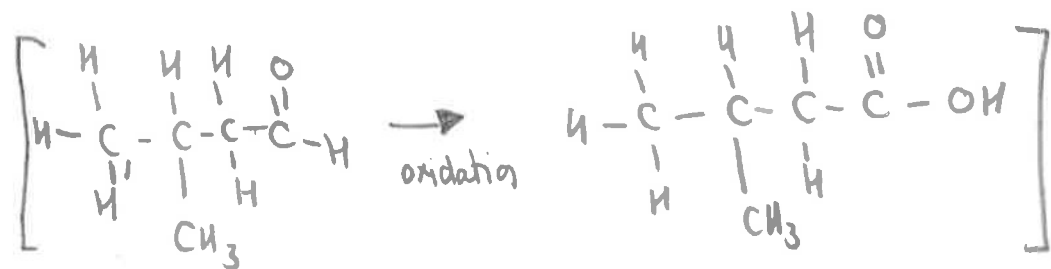 H H H O H H H O
H - C - C - C - C - H → H - C - C - C - C - OH
H H oxidation H H
CH3 CH3